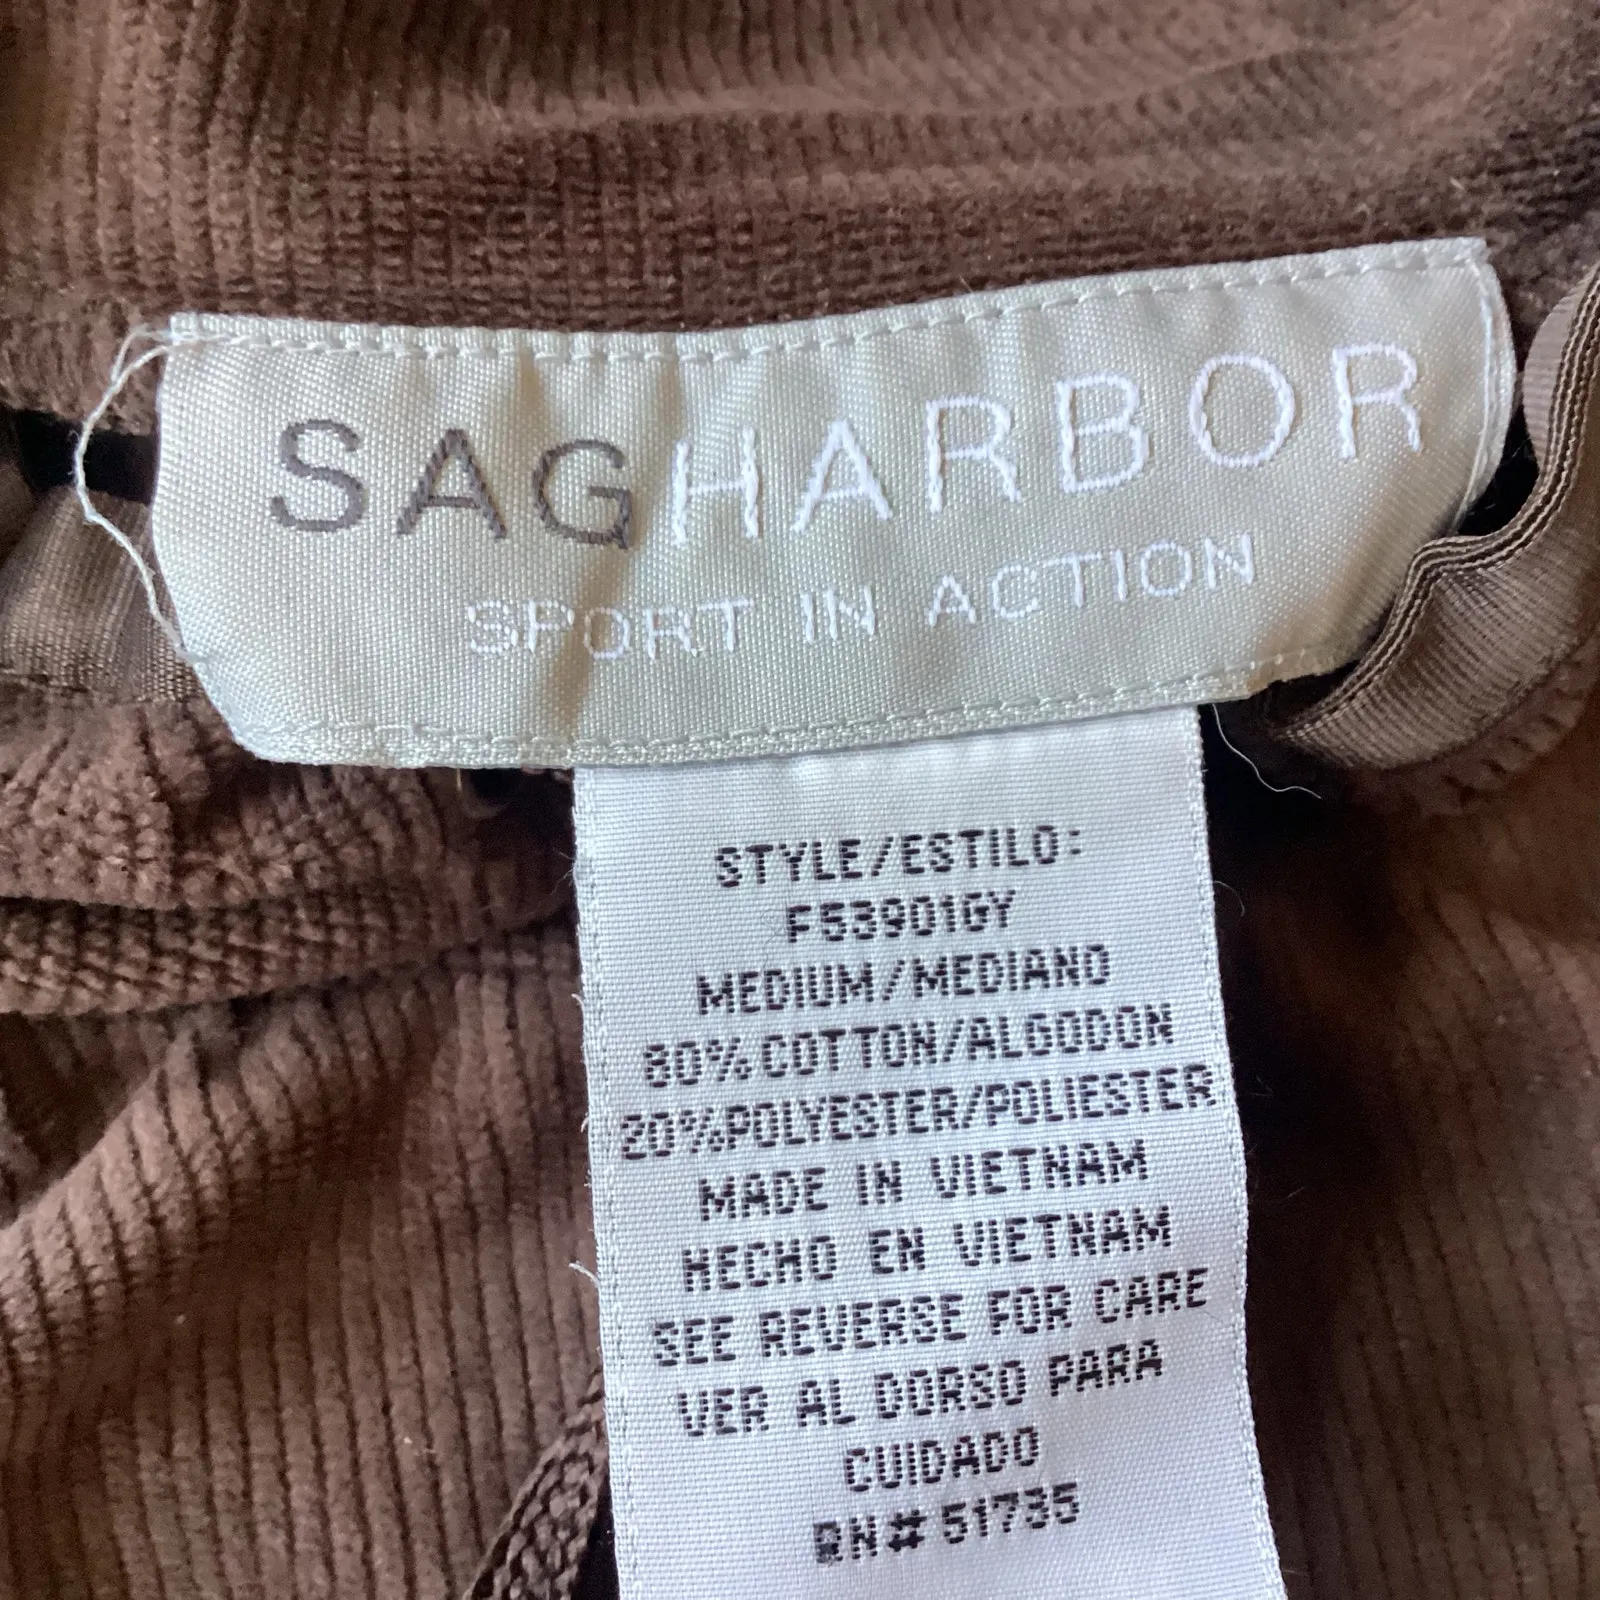 SAGHARBOR
SPORT IN ACTION
STYLE/ESTILO:
F53901GY
MEDIUM/MEDIANO
80% COTTON/ALGODON
20%POLYESTER/POLIESTER
MADE IN VIETNAM
HECHO EN VIETNAM
SEE REVERSE FOR CARE
VER AL DORSO PARA
CUIDADO
RN# 51735